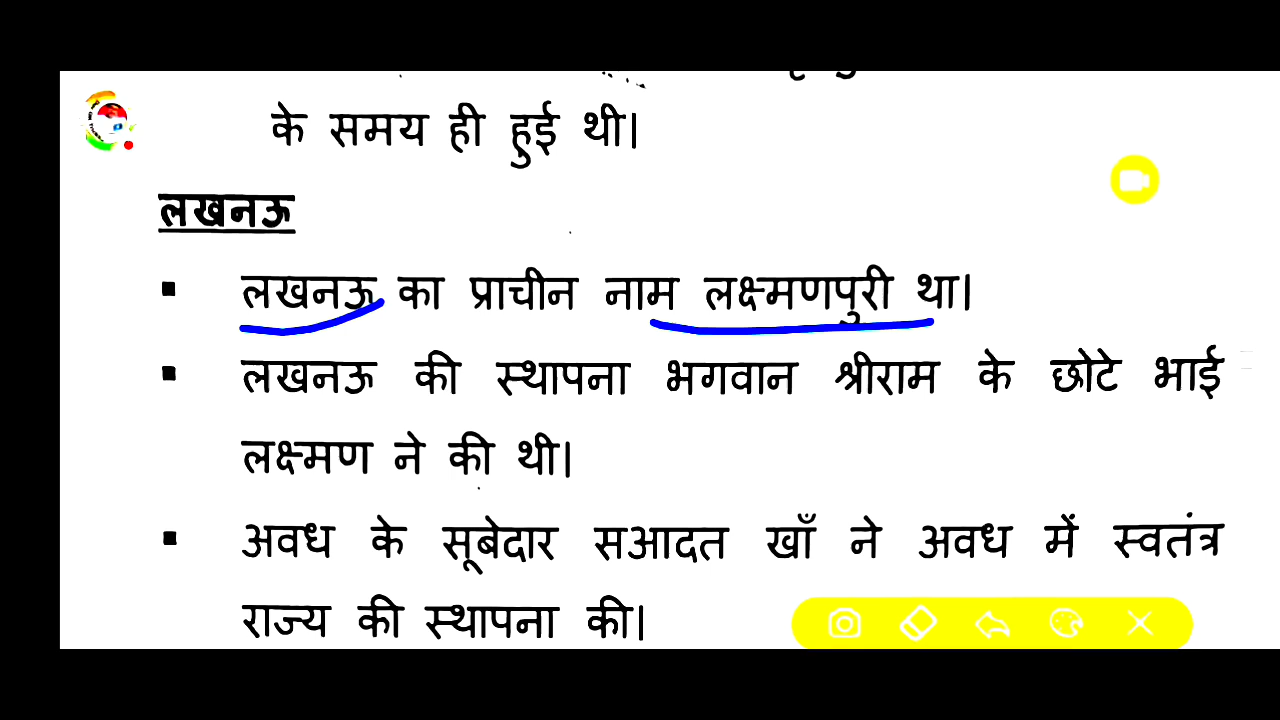 के समय ही हुई थी।
लखनऊ
▪ लखनऊ का प्राचीन नाम लक्ष्मणपुरी था।
▪ लखनऊ की स्थापना भगवान श्रीराम के छोटे भाई
लक्ष्मण ने की थी।
▪ अवध के सूबेदार सआदत खाँ ने अवध में स्वतंत्र
राज्य की स्थापना की।